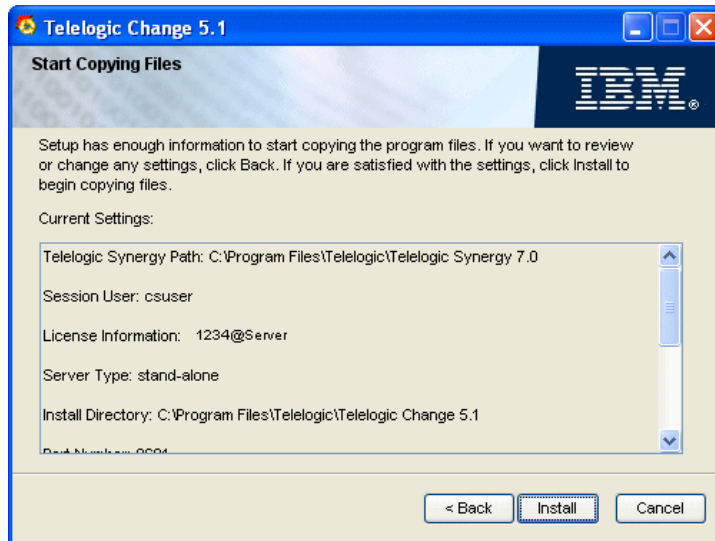 Telelogic Change 5.1
Start Copying Files
IBM®
Setup has enough information to start copying the program files. If you want to review
or change any settings, click Back. If you are satisfied with the settings, click Install to
begin copying files.
Current Settings:
Telelogic Synergy Path: C:\Program Files\Telelogic\Telelogic Synergy 7.0
Session User: csuser
License Information: 1234@Server
Server Type: stand-alone
Install Directory: C:\Program Files\Telelogic\Telelogic Change 5.1
< Back
Install
Cancel